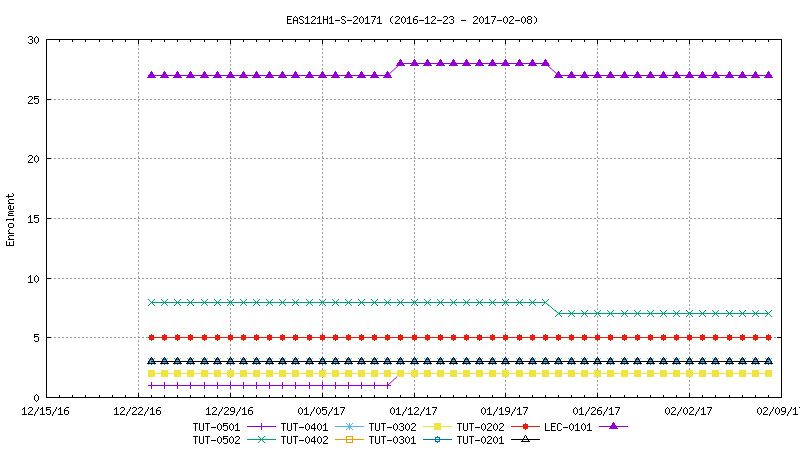 EAS121H1-S-20171 (2016-12-23 - 2017-02-08)
30
25
20
15
10
5
0
Enrolment
12/15/16 12/22/16 12/29/16 01/05/17 01/12/17 01/19/17 01/26/17 02/02/17 02/09/1
TUT-0501 TUT-0401 TUT-0302 TUT-0202 LEC-0101
TUT-0502 TUT-0402 TUT-0301 TUT-0201